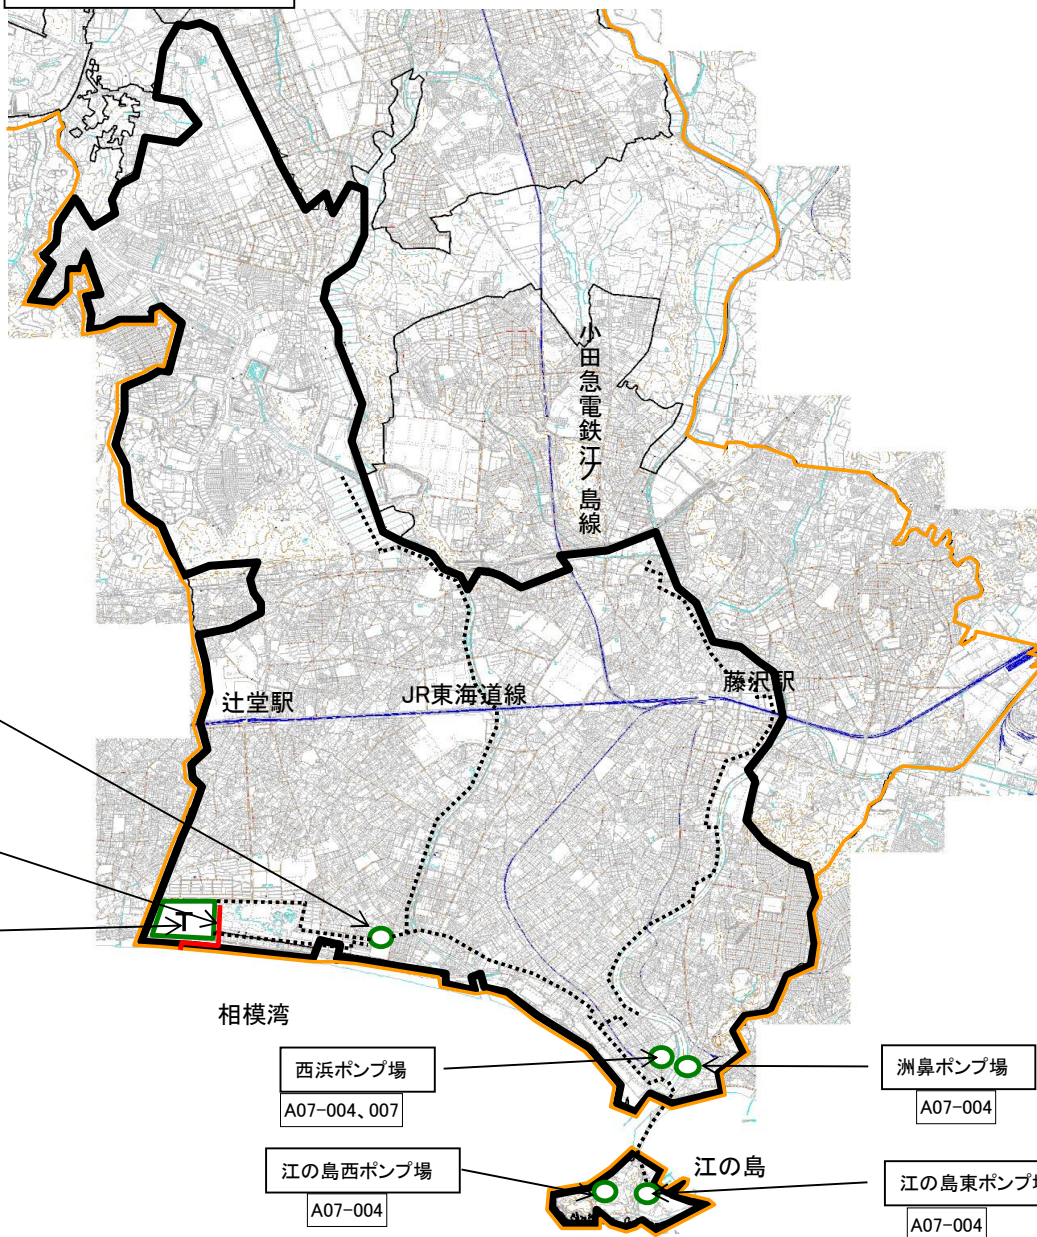 小田急電鉄江ノ島線
辻堂駅
JR東海道線
藤沢駅
T
相模湾
西浜ポンプ場
A07-004、007
洲鼻ポンプ場
A07-004
江の島西ポンプ場
A07-004
江の島
江の島東ポンプ場
A07-004